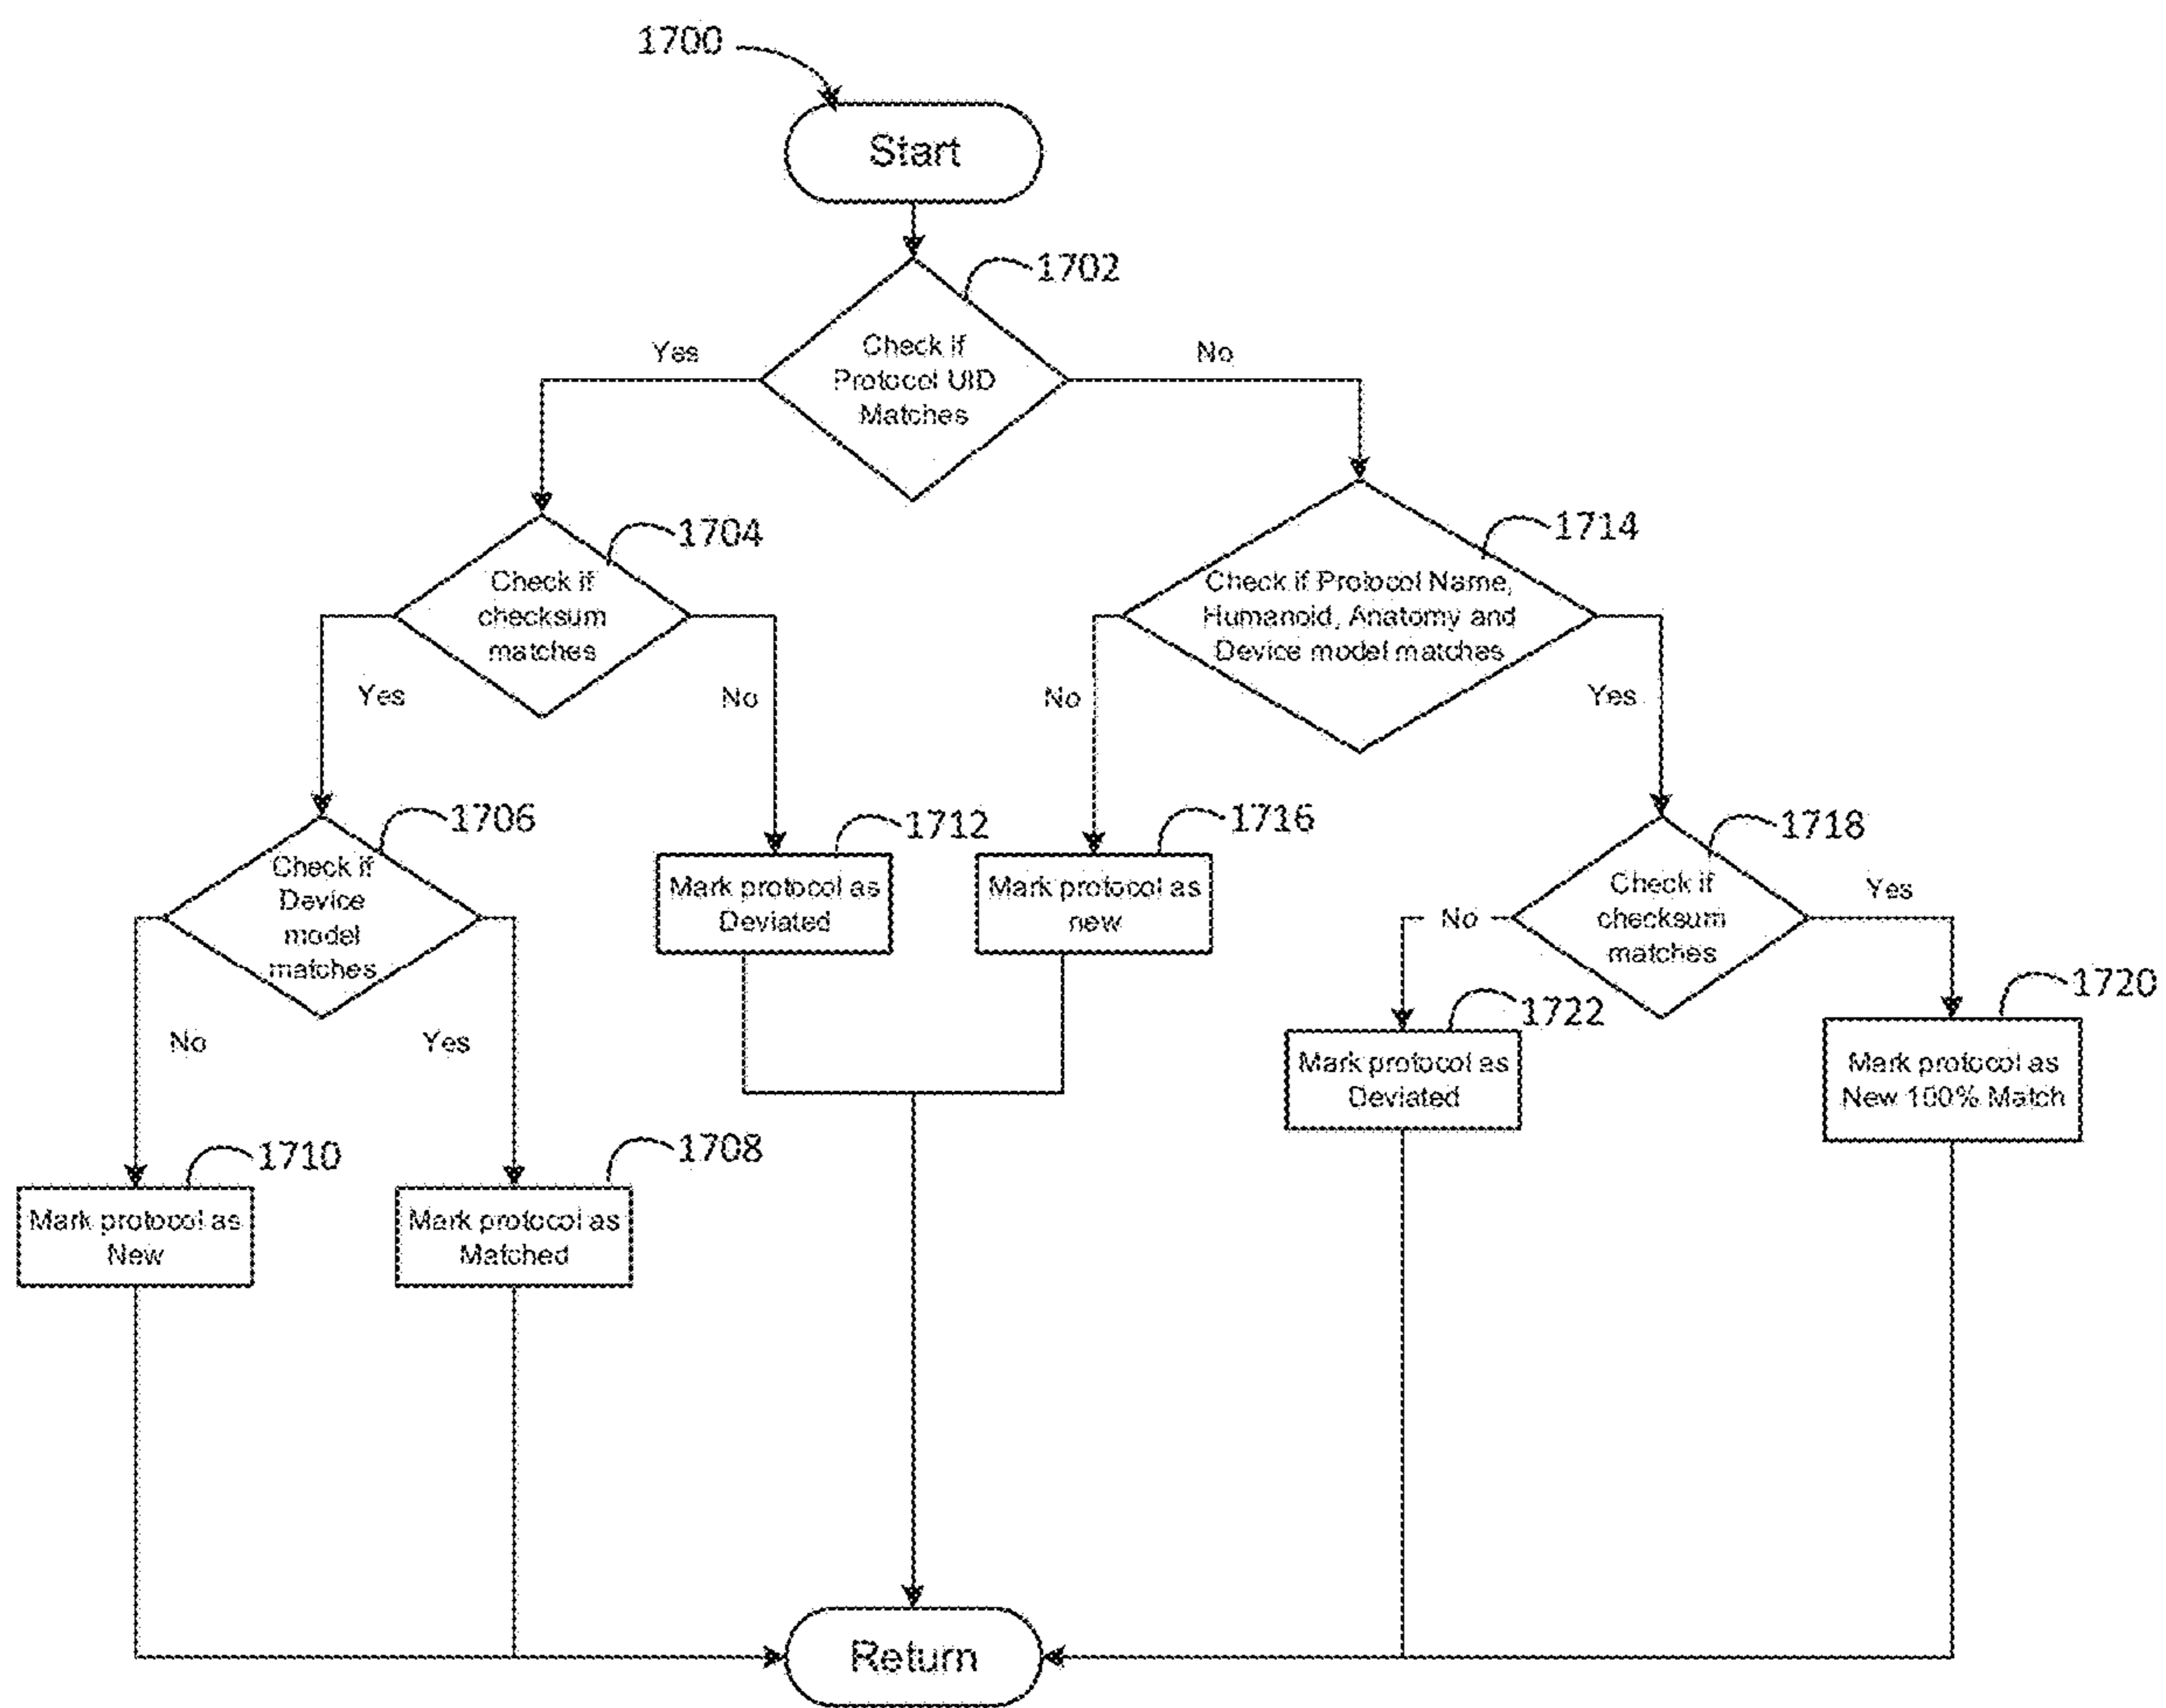 1700
Start
1702
Check if
Protocol UID
Matches
Yes
No
1704
Check if
checksum
matches
Yes
No
1714
Check if Protocol Name,
Humanoid, Anatomy and
Device model matches
No
Yes
1706
Check if
Device
model
matches
No
Yes
1712
Mark protocol as
Deviated
1716
Mark protocol as
new
1718
Check if
checksum
matches
No
Yes
1722
Mark protocol as
Deviated
1720
Mark protocol as
New 100% Match
1710
Mark protocol as
New
1708
Mark protocol as
Matched
Return